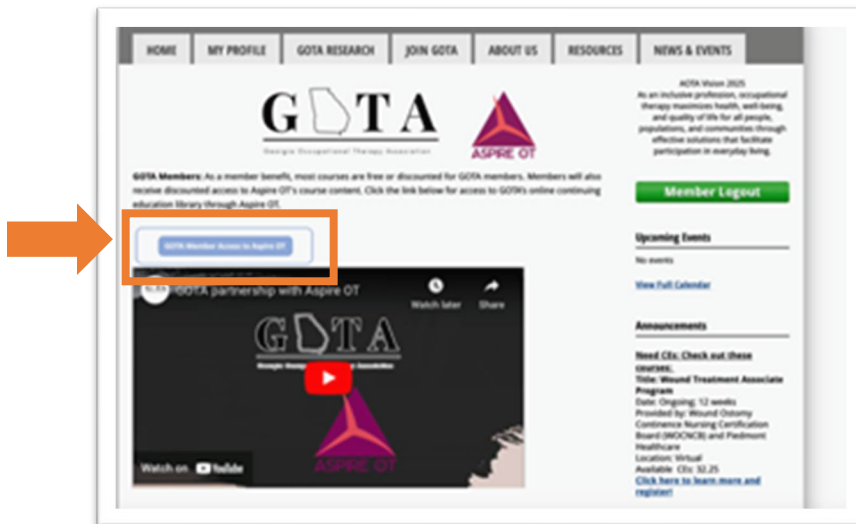 HOME MY PROFILE GOTA RESEARCH JOIN GOTA ABOUT US RESOURCES NEWS & EVENTS
GOTA
Georgia Occupational Therapy Association
ASPIRE OT
GOTA Members: As a member benefit, most courses are free or discounted for GOTA members. Members will also
receive discounted access to Aspire OT's course content. Click the link below for access to GOTA's online continuing
education library through Aspire OT.
GOTA Member Access to Aspire OT
GOTA partnership with Aspire OT
Watch later Share
GOTA
Georgia Occupational Therapy Association
ASPIRE OT
Watch on YouTube
AOTA Vision 2025
As an inclusive profession, occupational
therapy maximizes health, well-being,
and quality of life for all people,
populations, and communities through
effective solutions that facilitate
participation in everyday living.
Member Logout
Upcoming Events
No events
View Full Calendar
Announcements
Need CEs: Check out these
courses:
Title: Wound Treatment Associate
Program
Date: Ongoing; 12 weeks
Provided by: Wound Ostomy
Continence Nursing Certification
Board (WOCNCB) and Piedmont
Healthcare
Location: Virtual
Available CEs: 32.25
Click here to learn more and
register!